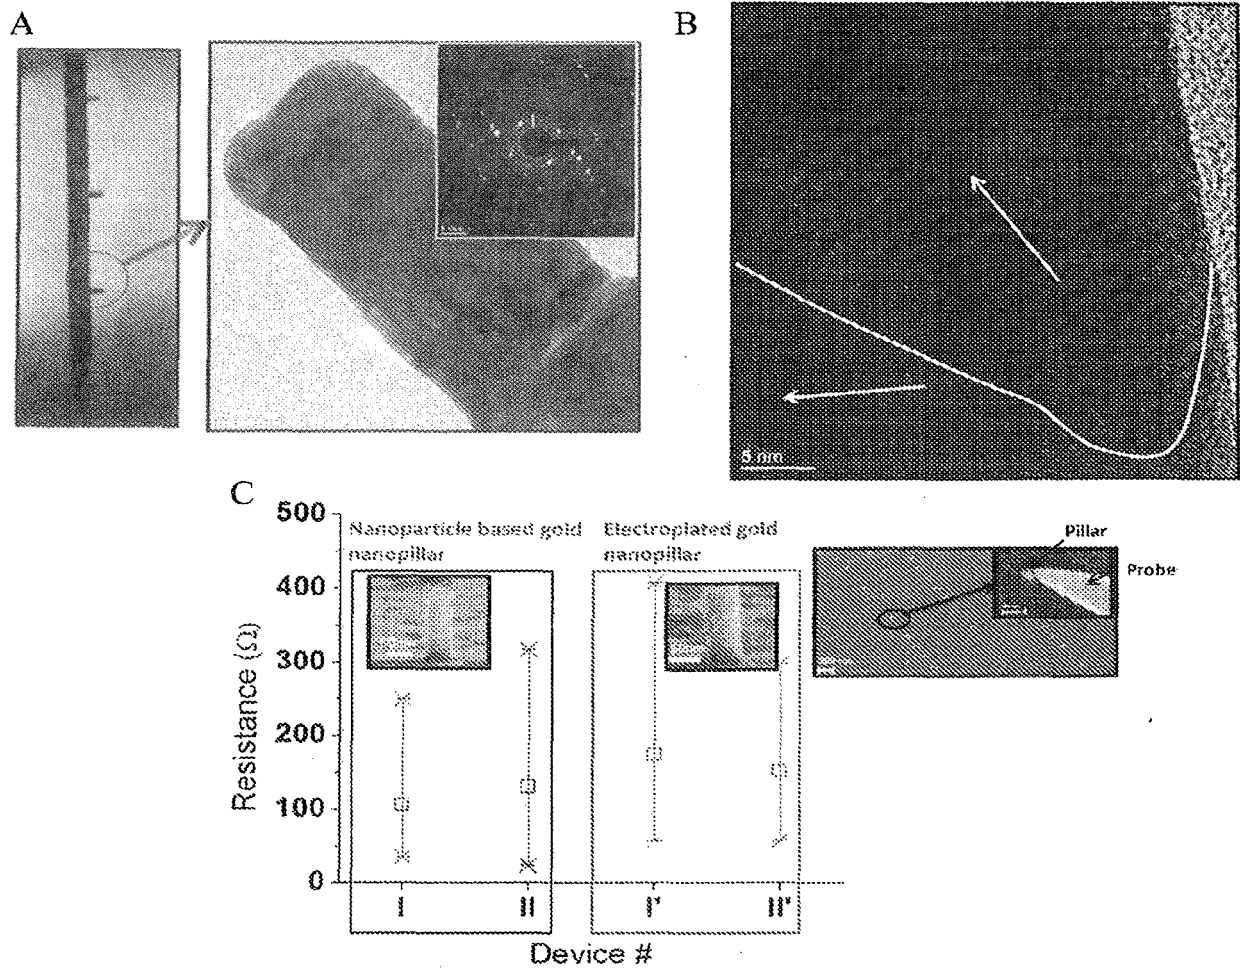 A
B
5 nm
C
500
400
300
200
100
0
Resistance (Ω)
Nanoparticle based gold
nanopillar
Electroplated gold
nanopillar
Pillar
Probe
I
II
I'
II'
Device #